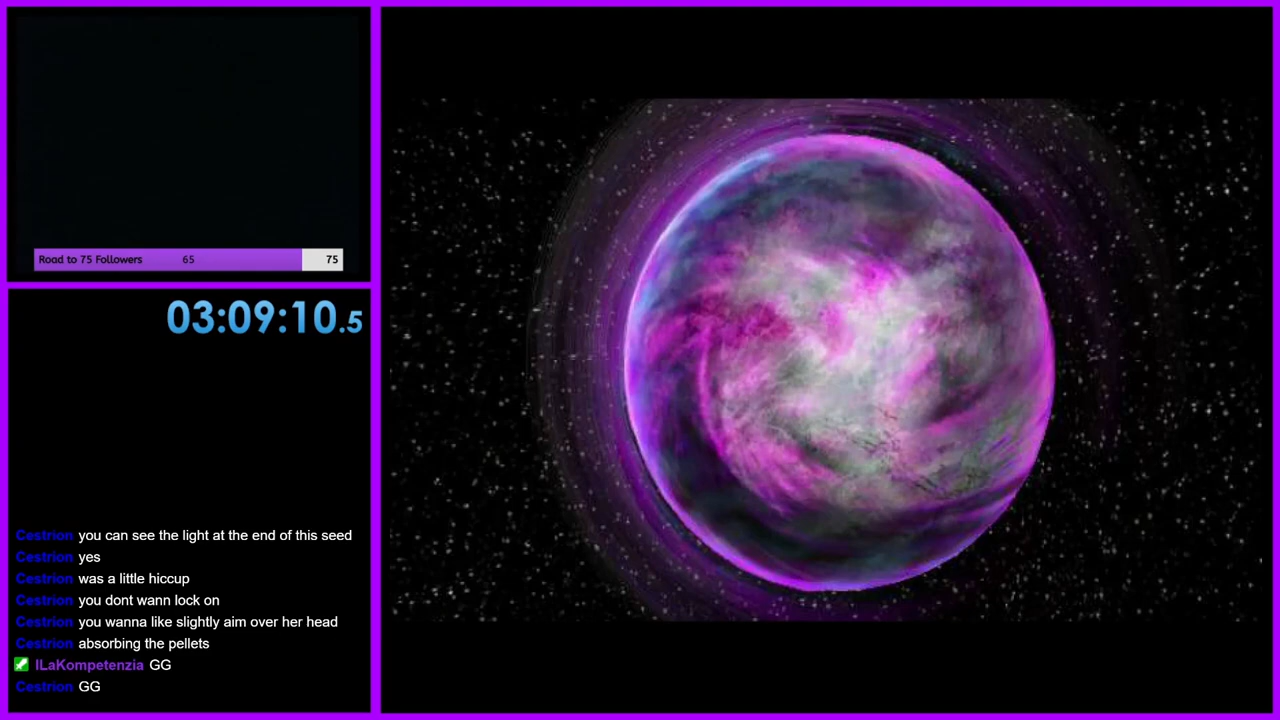 Road to 75 Followers 65 75
03:09:10.5
Cestrion you can see the light at the end of this seed
Cestrion yes
Cestrion was a little hiccup
Cestrion you dont wann lock on
Cestrion you wanna like slightly aim over her head
Cestrion absorbing the pellets
ILaKompetenzia GG
Cestrion GG